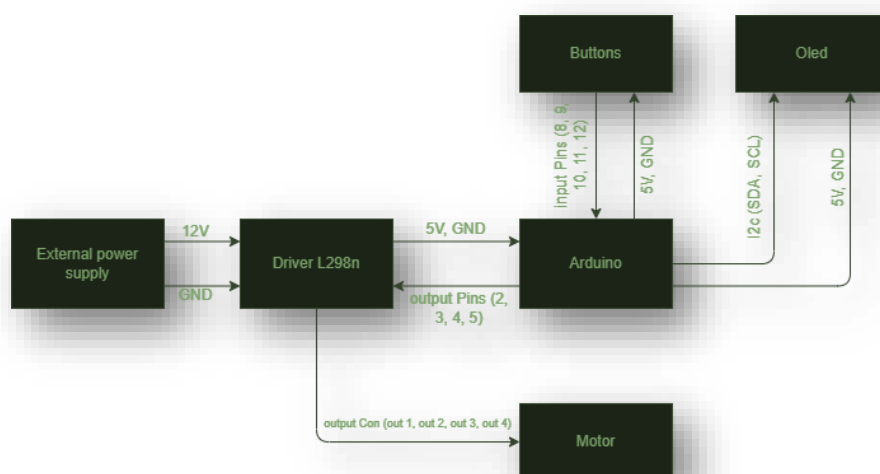 Buttons
Oled
input Pins (8, 9,
10, 11, 12)
5V, GND
I2c (SDA, SCL)
5V, GND
External power
supply
12V
GND
Driver L298n
5V, GND
output Pins (2,
3, 4, 5)
Arduino
output Con (out 1, out 2, out 3, out 4)
Motor